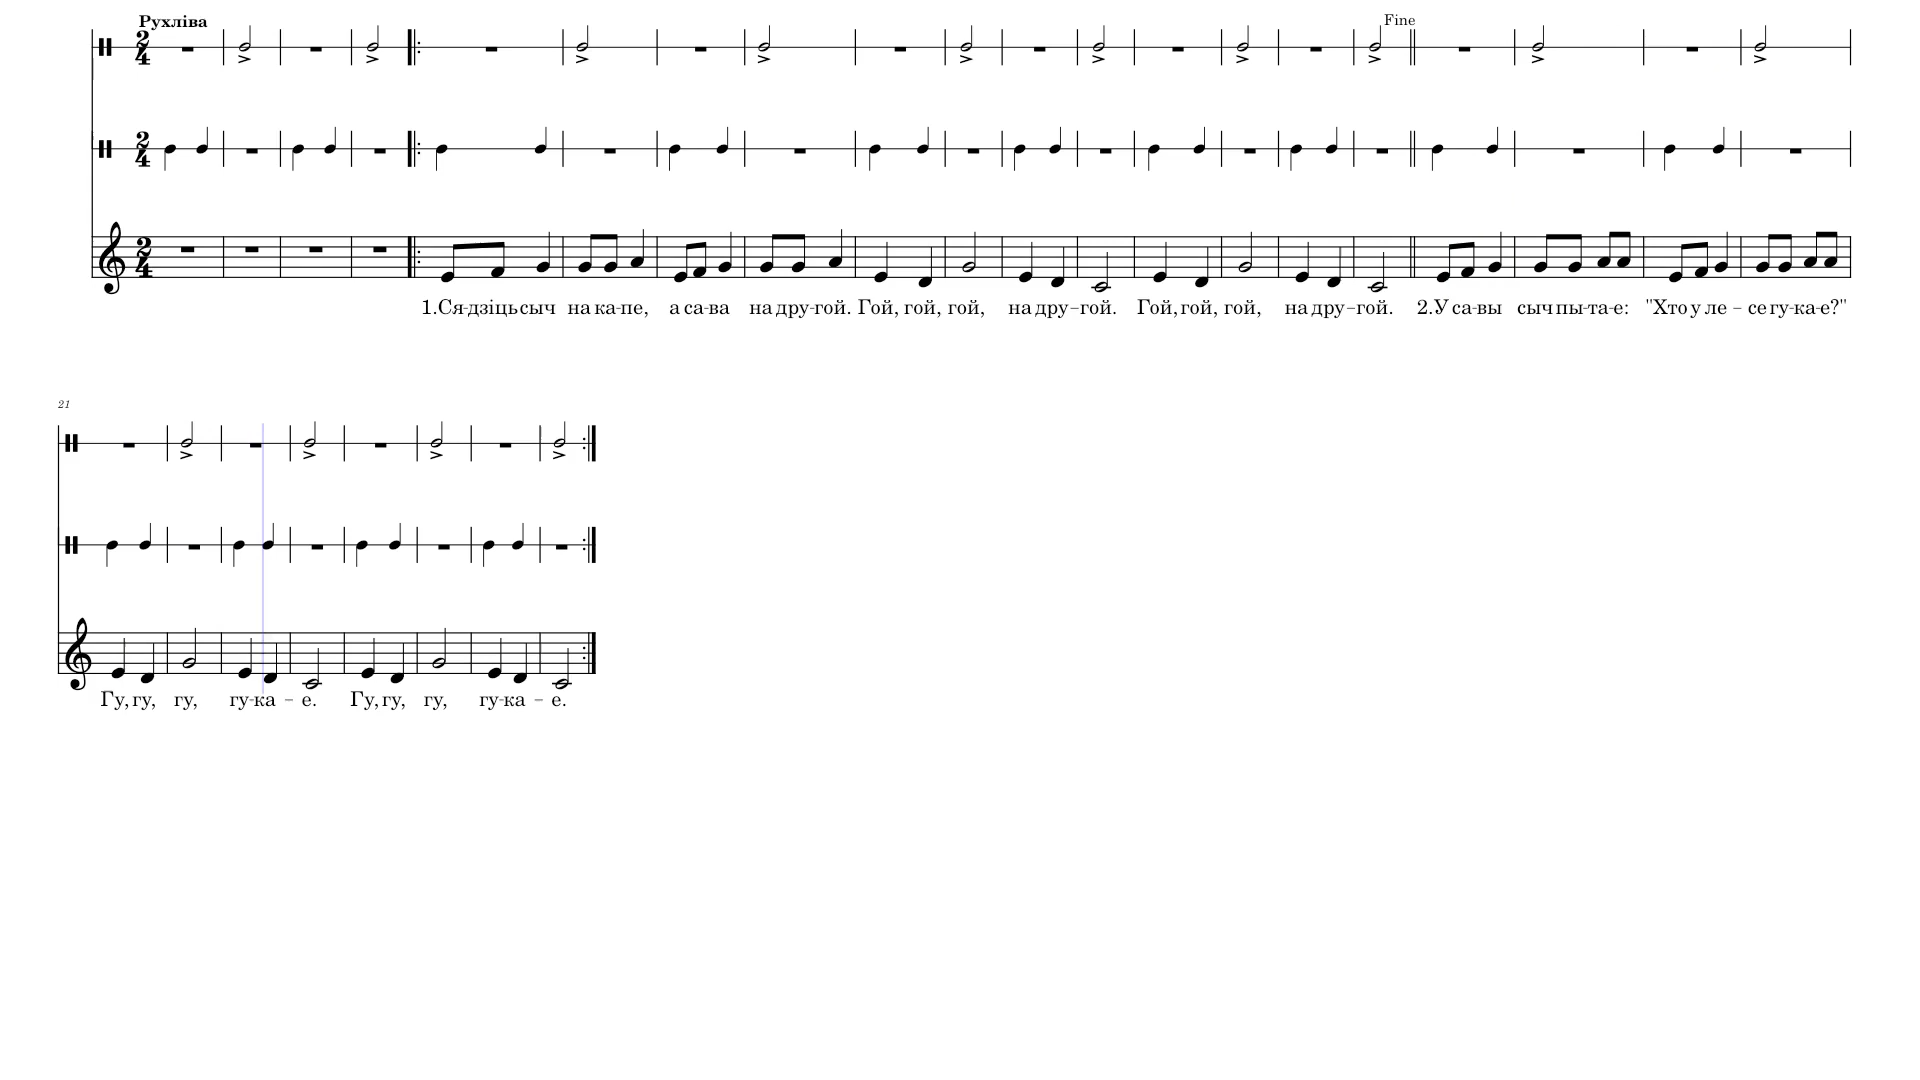 Рухліва
Fine
1.Ся-дзіць сыч на ка-пе, а са-ва на дру-гой. Гой, гой, гой, на дру-гой. Гой, гой, гой, на дру-гой. 2.У са-вы сыч пы-та-е: "Хто у ле - се гу-ка-е?"
21
Гу, гу, гу, гу-ка - е. Гу, гу, гу, гу-ка - е.